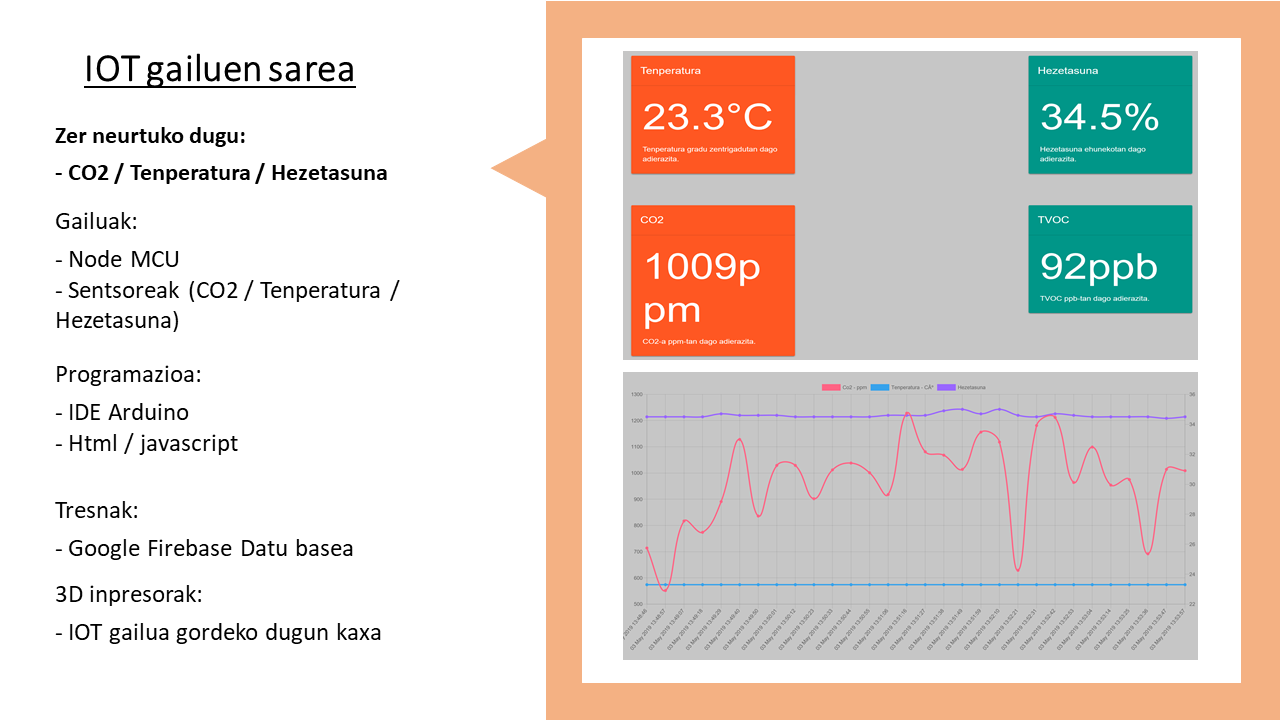 IOT gailuen sarea
Zer neurtuko dugu:
- CO2 / Tenperatura / Hezetasuna
Gailuak:
- Node MCU
- Sentsoreak (CO2 / Tenperatura /
Hezetasuna)
Programazioa:
- IDE Arduino
- Html / javascript
Tresnak:
- Google Firebase Datu basea
3D inpresorak:
- IOT gailua gordeko dugun kaxa
Tenperatura
23.3°C
Tenperatura gradu zentrigadutan dago
adierazita.
Hezetasuna
34.5%
Hezetasuna ehunekotan dago
adierazita.
CO2
1009p
pm
CO2-a ppm-tan dago adierazita.
TVOC
92ppb
TVOC ppb-tan dago adierazita.
Co2 - ppm
Tenperatura - CÂº
Hezetasuna
1300
1200
1100
1000
900
800
700
600
500
36
34
32
30
28
26
24
22